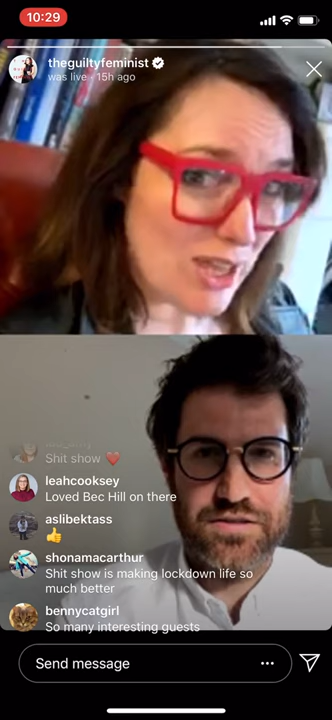 10:29
theguiltyfeminist
was live · 15h ago
Shit show ❤️
leahcooksey
Loved Bec Hill on there
aslibektass
👍
shonamacarthur
Shit show is making lockdown life so
much better
bennycatgirl
So many interesting guests
Send message